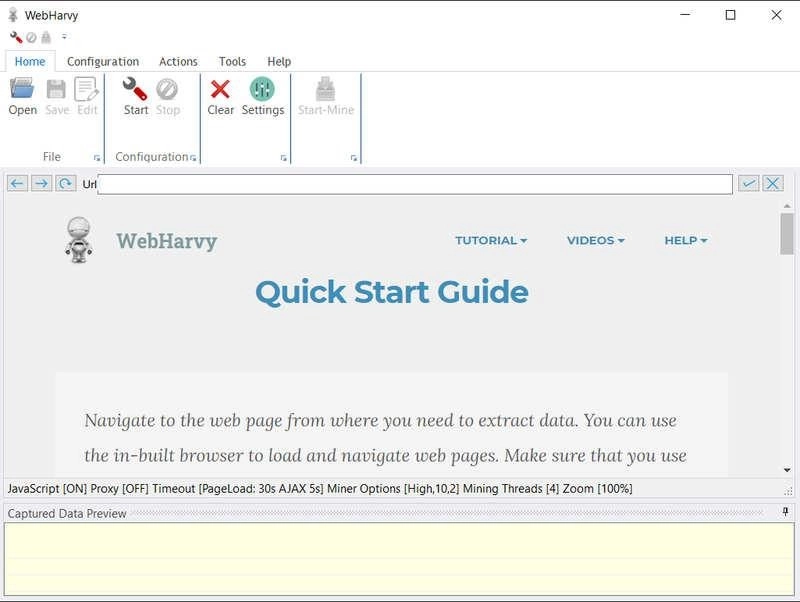 WebHarvy
Home Configuration Actions Tools Help
Open Save Edit Start Stop Clear Settings Start-Mine
File Configuration
Url
WebHarvy TUTORIAL VIDEOS HELP
Quick Start Guide
Navigate to the web page from where you need to extract data. You can use
the in-built browser to load and navigate web pages. Make sure that you use
JavaScript [ON] Proxy [OFF] Timeout [PageLoad: 30s AJAX 5s] Miner Options [High,10,2] Mining Threads [4] Zoom [100%]
Captured Data Preview